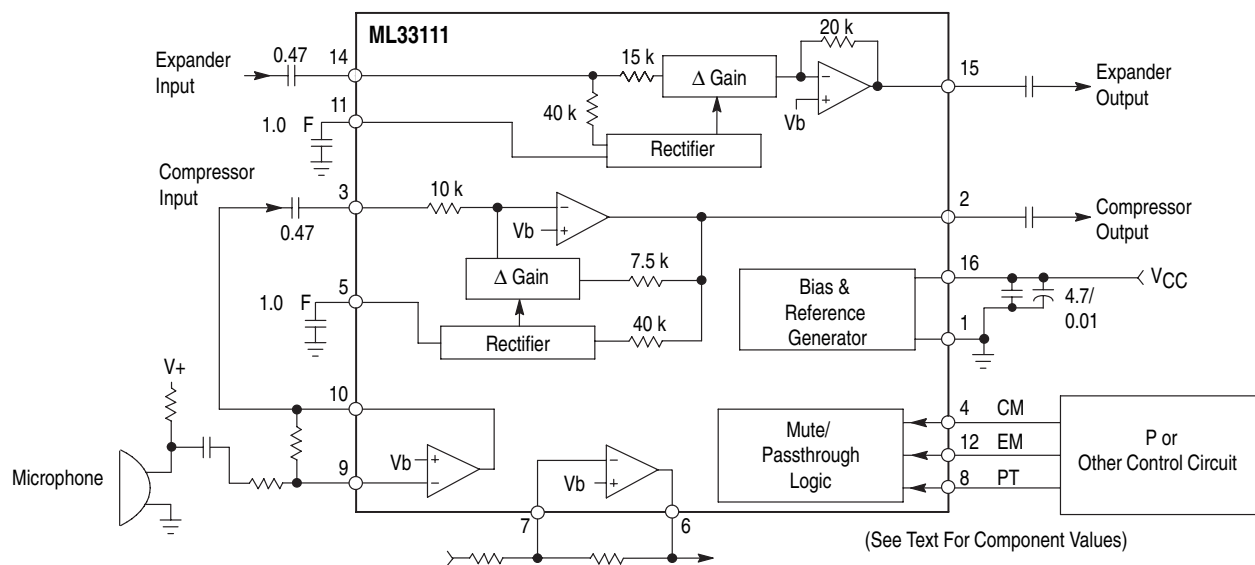 ML33111
Expander
Input
0.47
14
15 k
Δ Gain
20 k
Vb
15
Expander
Output
11
1.0 F
40 k
Rectifier
Compressor
Input
0.47
3
10 k
Vb
2
Compressor
Output
Δ Gain
7.5 k
5
1.0 F
Rectifier
40 k
Bias &
Reference
Generator
16
VCC
4.7/
0.01
1
V+
Microphone
10
9
Vb
Vb
7
6
Mute/
Passthrough
Logic
4
CM
12
EM
8
PT
P or
Other Control Circuit
(See Text For Component Values)